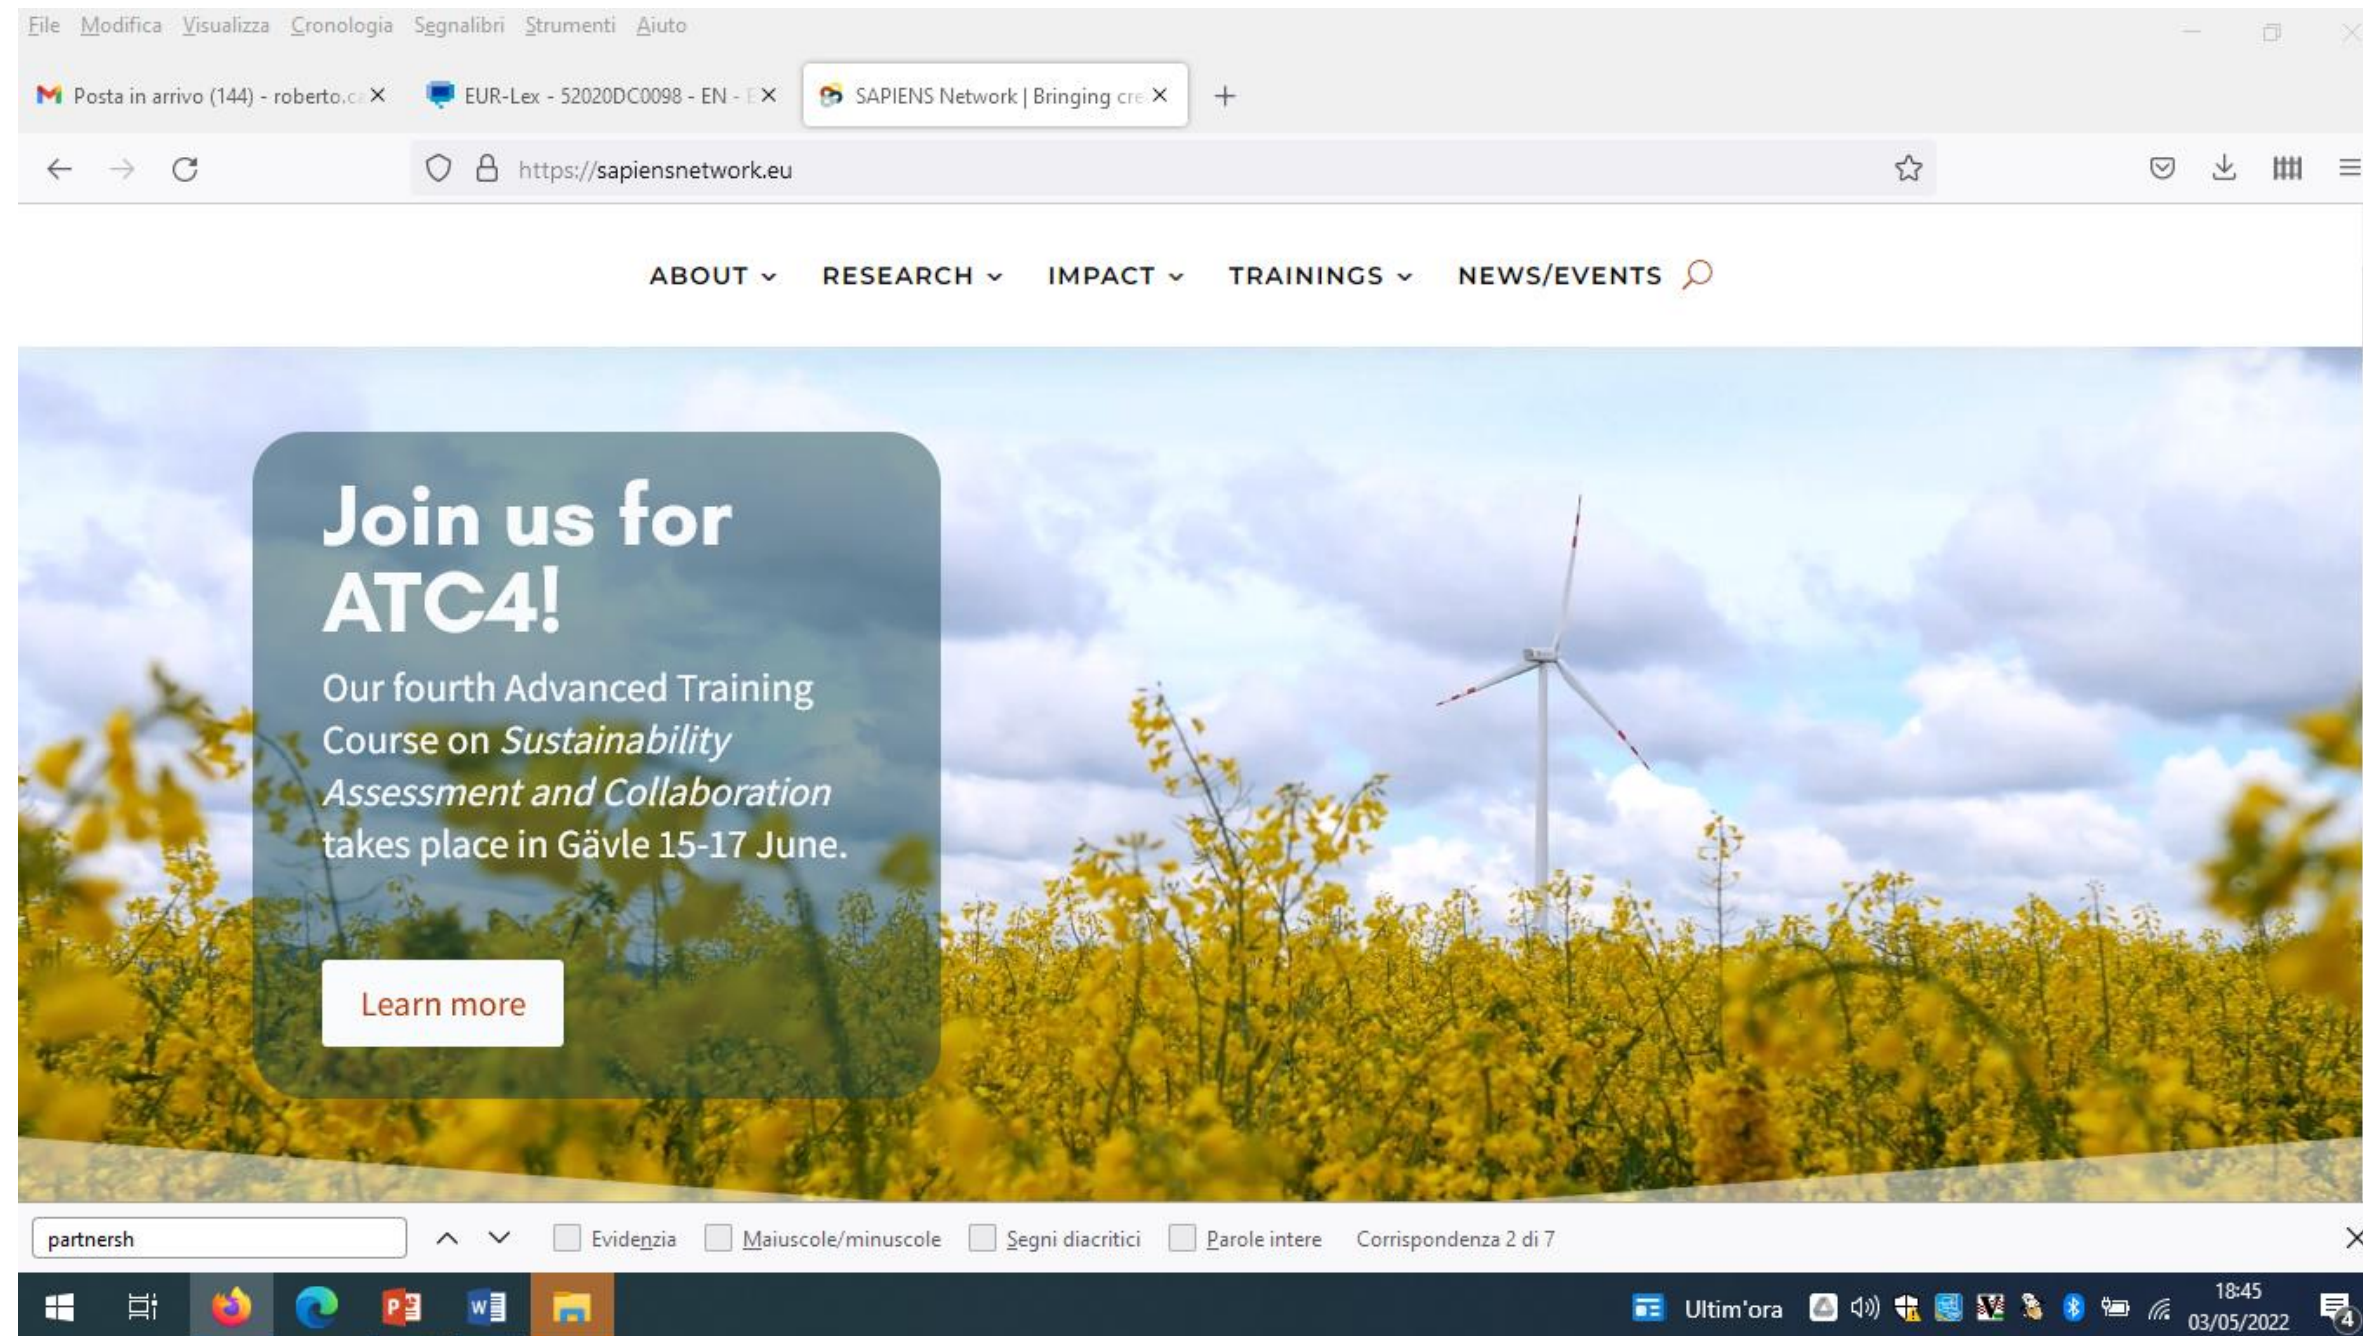 File Modifica Visualizza Cronologia Segnalibri Strumenti Aiuto
Posta in arrivo (144) - roberto.ca
EUR-Lex - 52020DC0098 - EN - E
SAPIENS Network | Bringing cre
https://sapiensnetwork.eu
ABOUT RESEARCH IMPACT TRAININGS NEWS/EVENTS
Join us for
ATC4!
Our fourth Advanced Training
Course on Sustainability
Assessment and Collaboration
takes place in Gävle 15-17 June.
Learn more
partnersh Evidenzia Maiuscole/minuscole Segni diacritici Parole intere Corrispondenza 2 di 7
Ultim'ora
18:45
03/05/2022
4